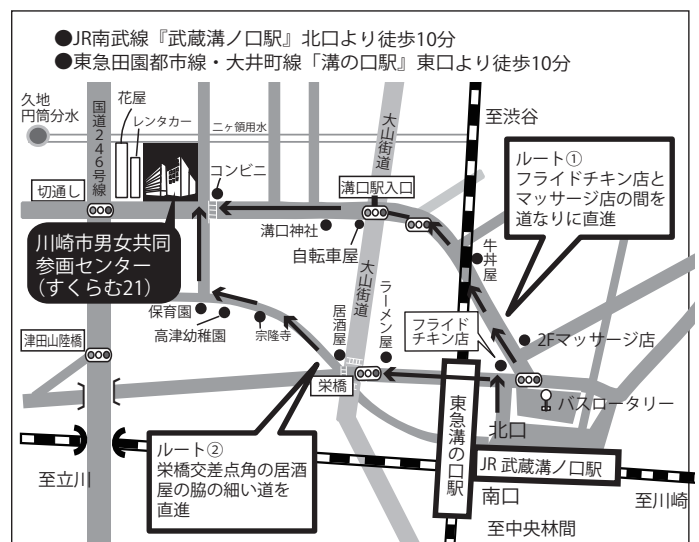 ●JR南武線『武蔵溝ノ口駅』北口より徒歩10分
●東急田園都市線・大井町線「溝の口駅」東口より徒歩10分
久地
円筒分水
国道246号線
花屋
レンタカー
二ヶ領用水
大山街道
至渋谷
コンビニ
切通し
溝口駅入口
溝口神社
自転車屋
ルート①
フライドチキン店と
マッサージ店の間を
道なりに直進
川崎市男女共同
参画センター
(すくらむ21)
牛丼屋
大山街道
保育園
高津幼稚園
宗隆寺
居酒屋
ラーメン屋
フライド
チキン店
2Fマッサージ店
津田山陸橋
栄橋
バスロータリー
東急溝の口駅
北口
ルート②
栄橋交差点角の居酒
屋の脇の細い道を
直進
JR 武蔵溝ノ口駅
至立川
南口
至川崎
至中央林間